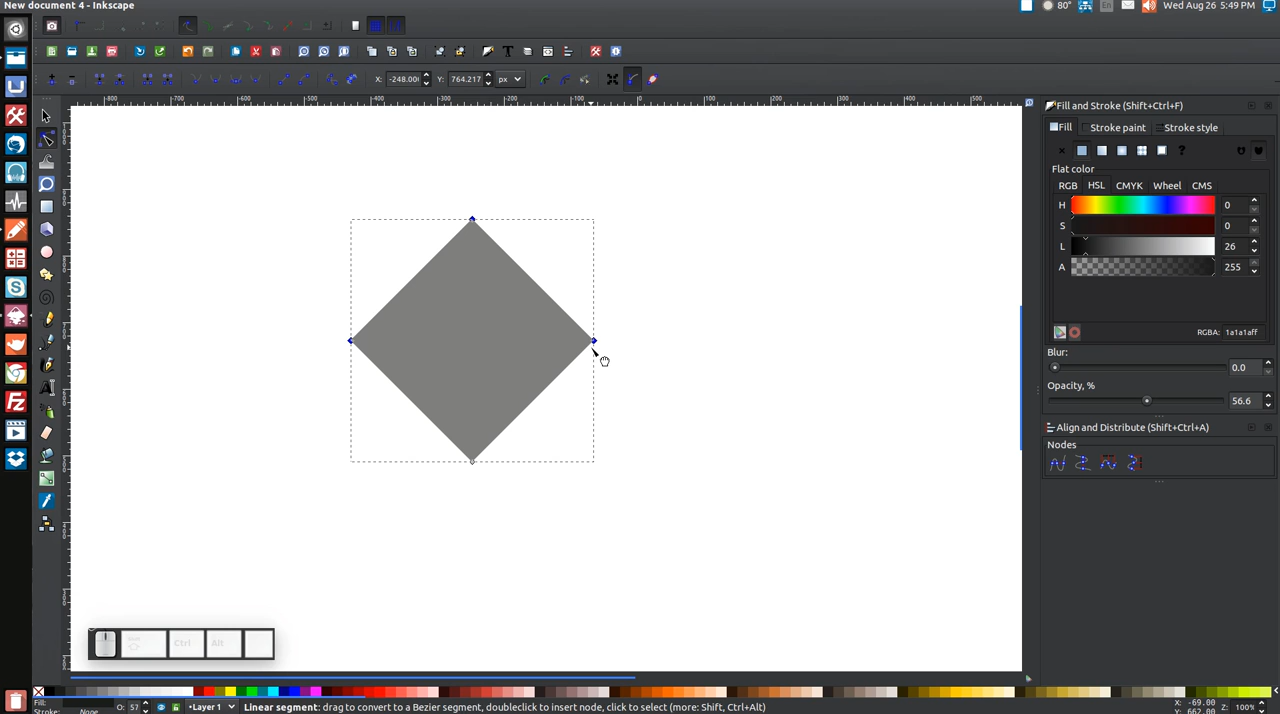 New document 4 - Inkscape
80° En Wed Aug 26 5:49 PM
X: -248.000 Y: 764.217 px
Fill and Stroke (Shift+Ctrl+F)
Fill Stroke paint Stroke style
?
Flat color
RGB HSL CMYK Wheel CMS
H 0
S 0
L 26
A 255
RGBA: 1a1a1aff
Blur:
0.0
Opacity, %
56.6
Align and Distribute (Shift+Ctrl+A)
Nodes
Shift Ctrl Alt
Fill:
Stroke: None O: 57 Layer 1 Linear segment: drag to convert to a Bezier segment, doubleclick to insert node, click to select (more: Shift, Ctrl+Alt)
X: -69.00
Y: 662.00 Z: 100%